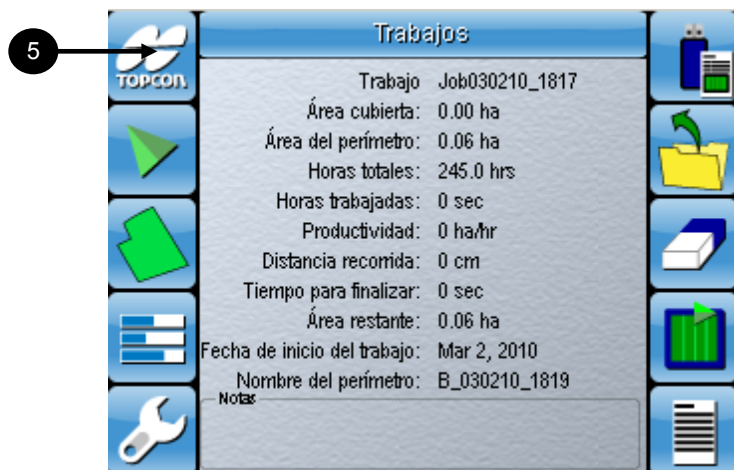 5
TOPCON
Trabajos
Trabajo Job030210_1817
Área cubierta: 0.00 ha
Área del perímetro: 0.06 ha
Horas totales: 245.0 hrs
Horas trabajadas: 0 sec
Productividad: 0 ha/hr
Distancia recorrida: 0 cm
Tiempo para finalizar: 0 sec
Área restante: 0.06 ha
Fecha de inicio del trabajo: Mar 2, 2010
Nombre del perímetro: B_030210_1819
Notas